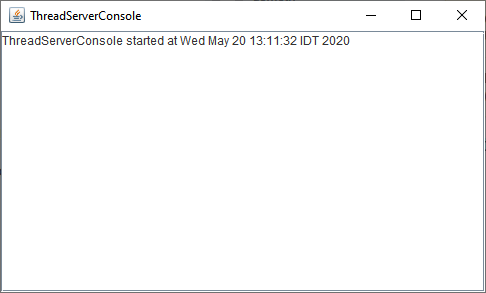 ThreadServerConsole
ThreadServerConsole started at Wed May 20 13:11:32 IDT 2020